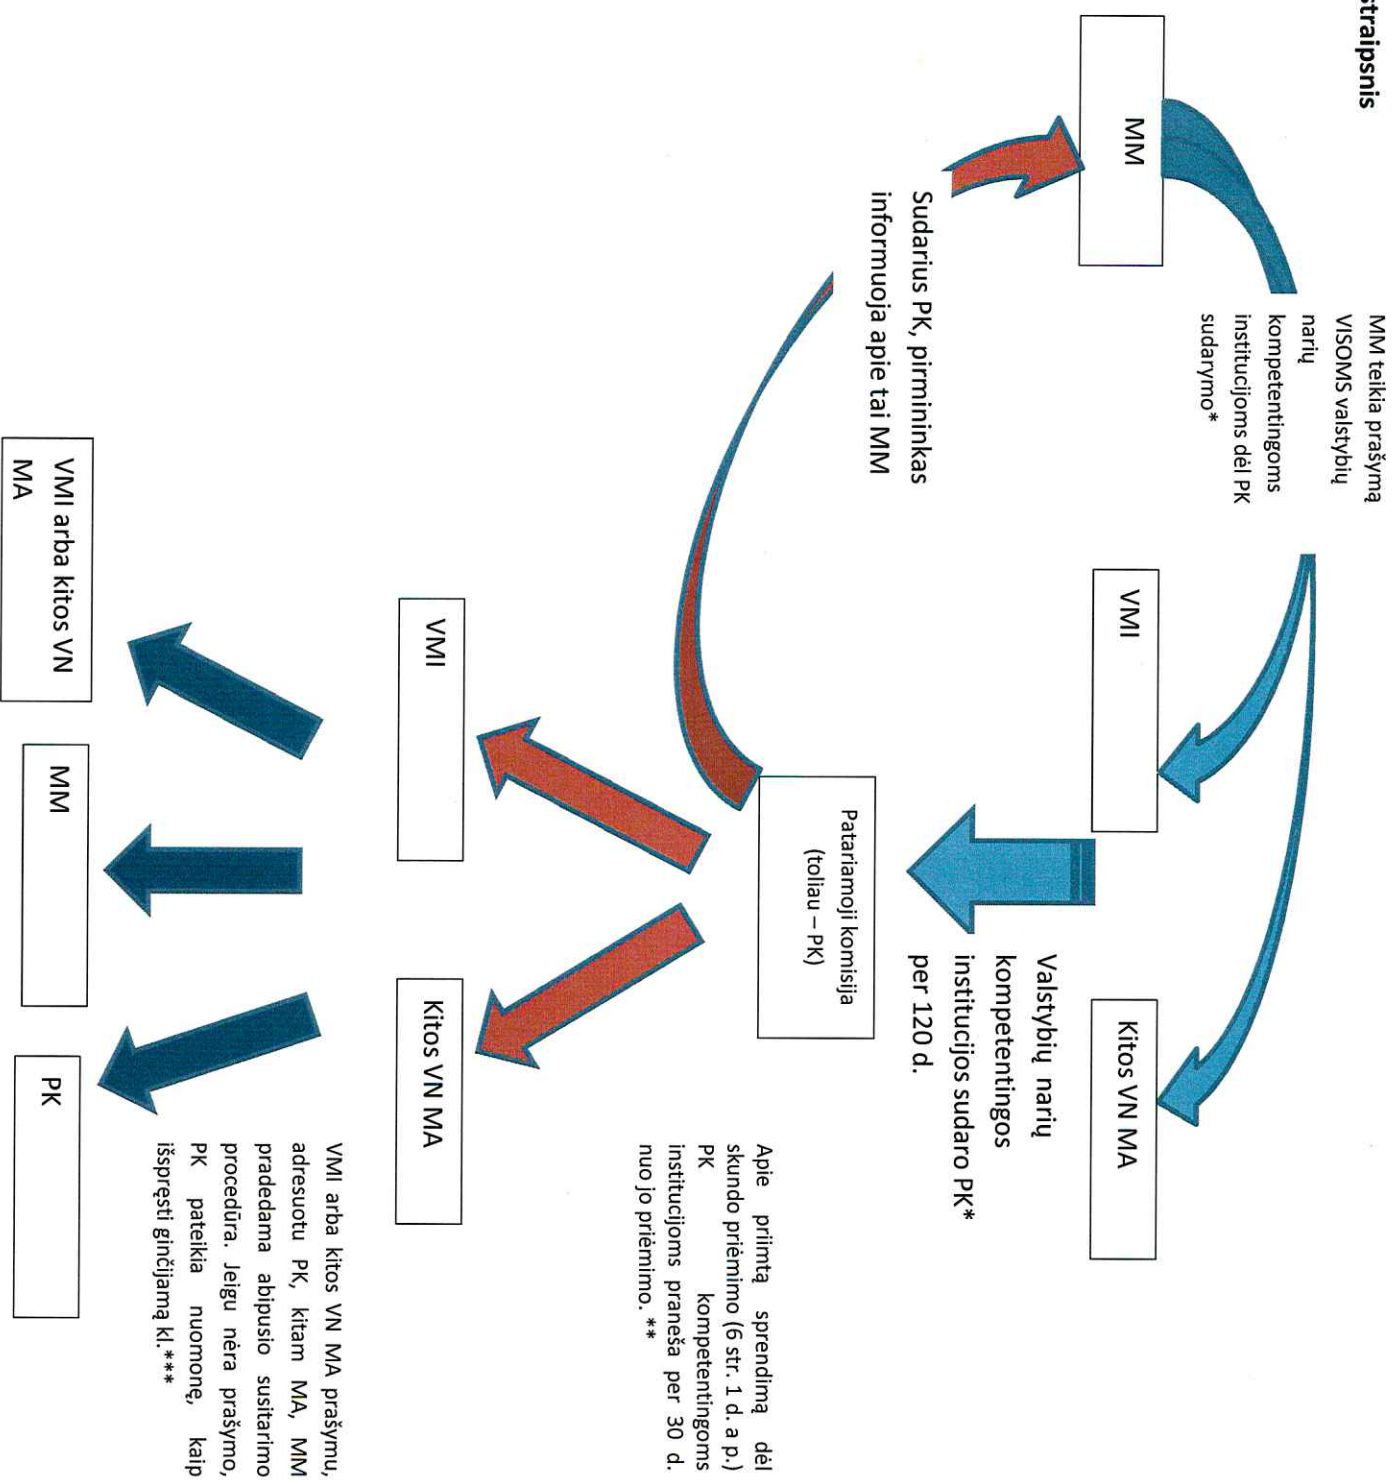 straipsnis
MM teikia prašymą
VISOMS valstybių
narių
kompetentingoms
institucijoms dėl PK
sudarymo*
MM
VMI
Kitos VN MA
Sudarius PK, pirmininkas
informuoja apie tai MM
Valstybių narių
kompetentingos
institucijos sudaro PK*
per 120 d.
Patariamoji komisija
(toliau – PK)
Apie priimtą sprendimą dėl
skundo priėmimo (6 str. 1 d. a p.)
PK kompetentingoms
institucijoms praneša per 30 d.
nuo jo priėmimo. **
VMI
Kitos VN MA
VMI arba kitos VN MA prašymu,
adresuotu PK, kitam MA, MM
pradedama abipusio susitarimo
procedūra. Jeigu nėra prašymo,
PK pateikia nuomonę, kaip
išspręsti ginčijamą kl.***
VMI arba kitos VN
MA
MM
PK